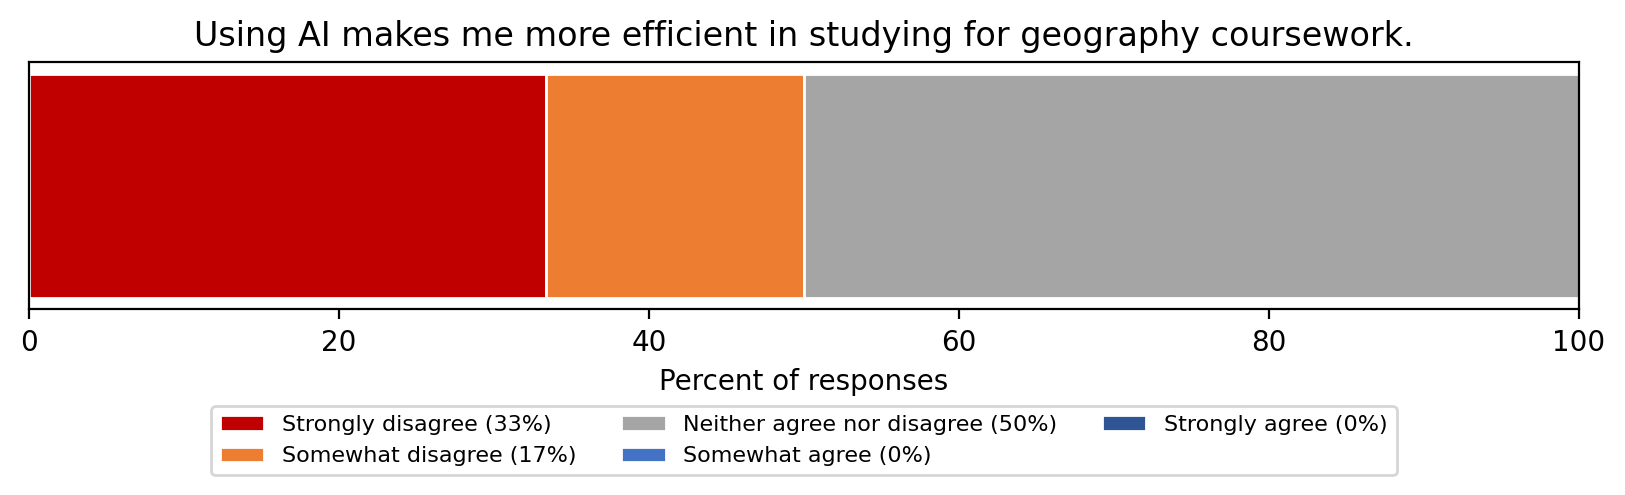 Using AI makes me more efficient in studying for geography coursework.
0 20 40 60 80 100
Percent of responses
Strongly disagree (33%) Neither agree nor disagree (50%) Strongly agree (0%)
Somewhat disagree (17%) Somewhat agree (0%)